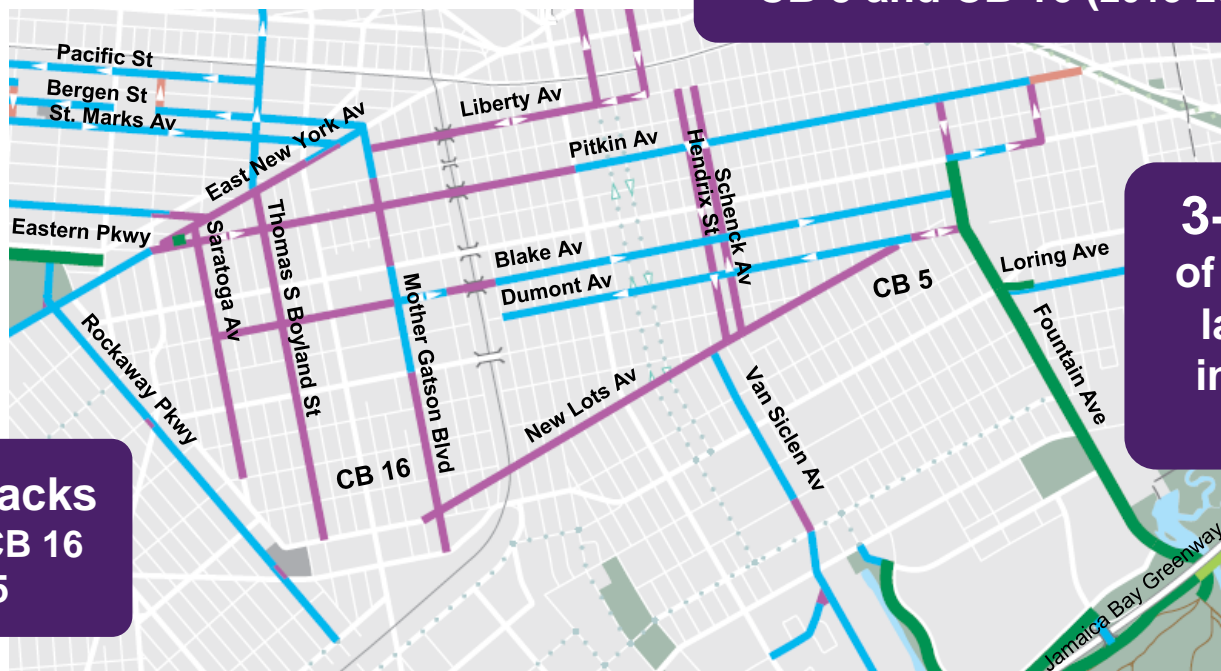 Pacific St
Bergen St
St. Marks Av
East New York Av
Liberty Av
Pitkin Av
Hendrix St
Schenck Av
Eastern Pkwy
Saratoga Av
Thomas S Boyland St
Mother Gatson Blvd
Blake Av
Dumont Av
CB 5
Loring Ave
Fountain Ave
Rockaway Pkwy
New Lots Av
Van Siclen Av
CB 16
Jamaica Bay Greenway
3-
of
la
in
acks
CB 16
5